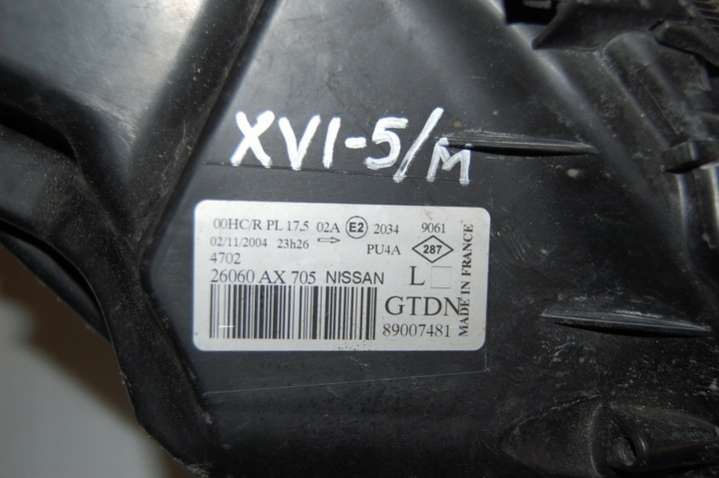 XVI-5/M
00HC/R PL 17.5 02A E2 2034 9061
02/11/2004 23h26 ⇨ PU4A 287
4702
26060 AX 705 NISSAN L
GTDN
89007481
MADE IN FRANCE